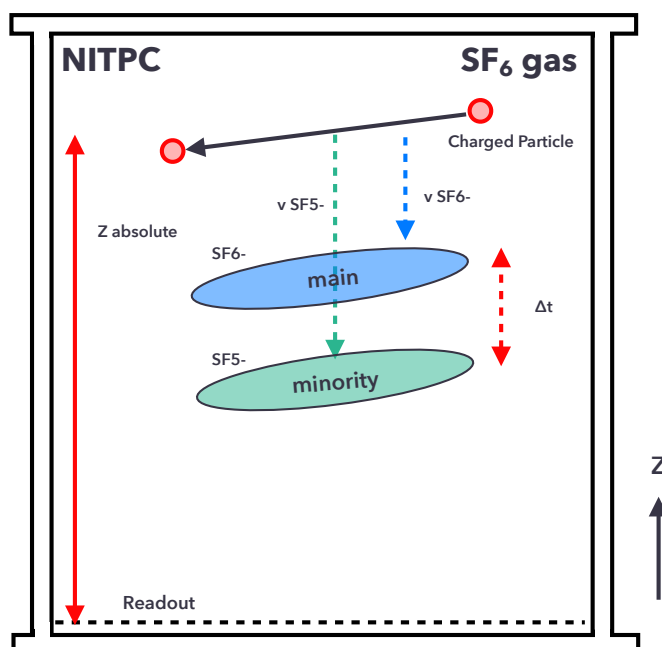 NITPC
SF₆ gas
Charged Particle
v SF5-
v SF6-
Z absolute
SF6-
main
Δt
SF5-
minority
Z
Readout